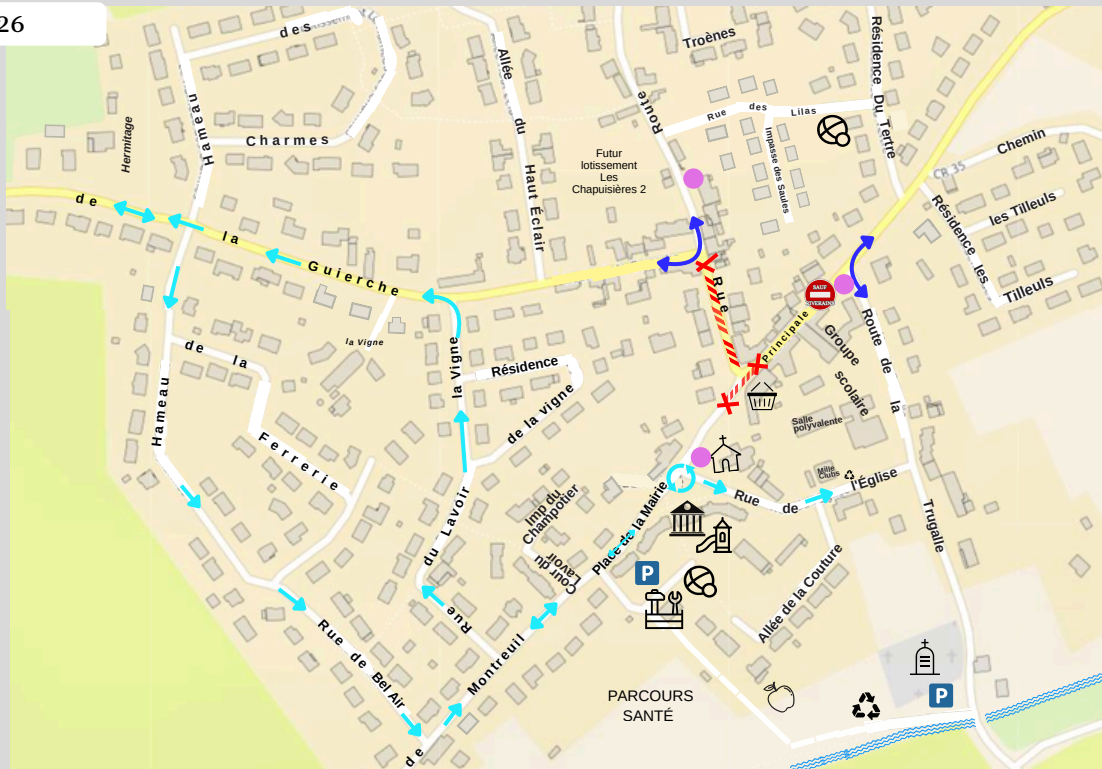 26
des
Hameau
Charmes
Hermitage
Allée
du
Haut Éclair
Route
Troènes
Rue
des
Lilas
Impasse des Saules
Résidence
Du Tertre
Futur
lotissement
Les
Chapuisières 2
CR 35
Chemin
Résidence les
les Tilleuls
Tilleuls
de
la
Guierche
la Vigne
la Vigne
Rue
SAUF
RIVERAINS
Principale
Groupe
scolaire
Route
de
la
Trugalle
Salle
polyvalente
Mille
Clubs
Rue
de
l'Église
Résidence
de la vigne
de
la
Ferrerie
Hameau
du Lavoir
Rue
Imp du
Champotier
Cour du
Lavoir
Place de la Mairie
P
Allée de la Couture
Rue de Bel Air
Montreuil
de
PARCOURS
SANTÉ
P